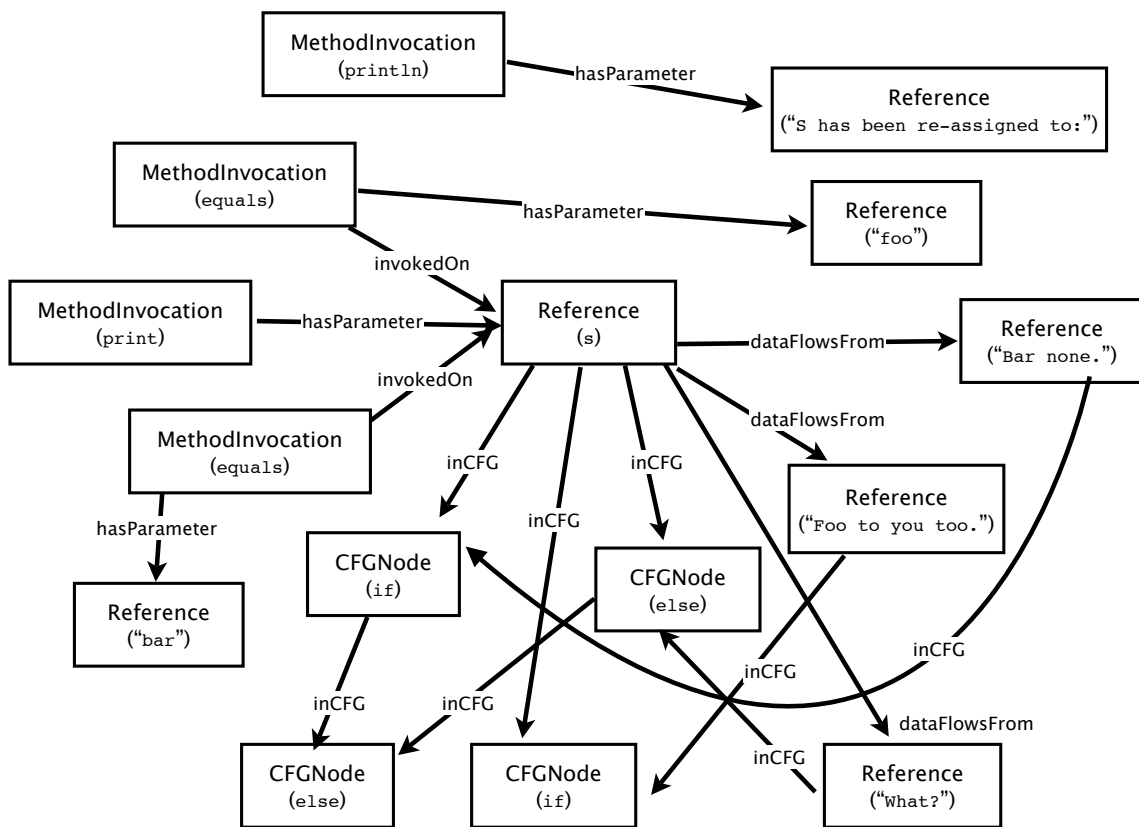 MethodInvocation
(println)
hasParameter
Reference
(“S has been re-assigned to:”)
MethodInvocation
(equals)
hasParameter
Reference
(“foo”)
invokedOn
MethodInvocation
(print)
hasParameter
Reference
(s)
dataFlowsFrom
Reference
(“Bar none.”)
invokedOn
MethodInvocation
(equals)
dataFlowsFrom
inCFG
inCFG
Reference
(“Foo to you too.”)
hasParameter
inCFG
CFGNode
(if)
CFGNode
(else)
Reference
(“bar”)
inCFG
inCFG
inCFG
inCFG
dataFlowsFrom
inCFG
CFGNode
(else)
CFGNode
(if)
Reference
(“What?”)